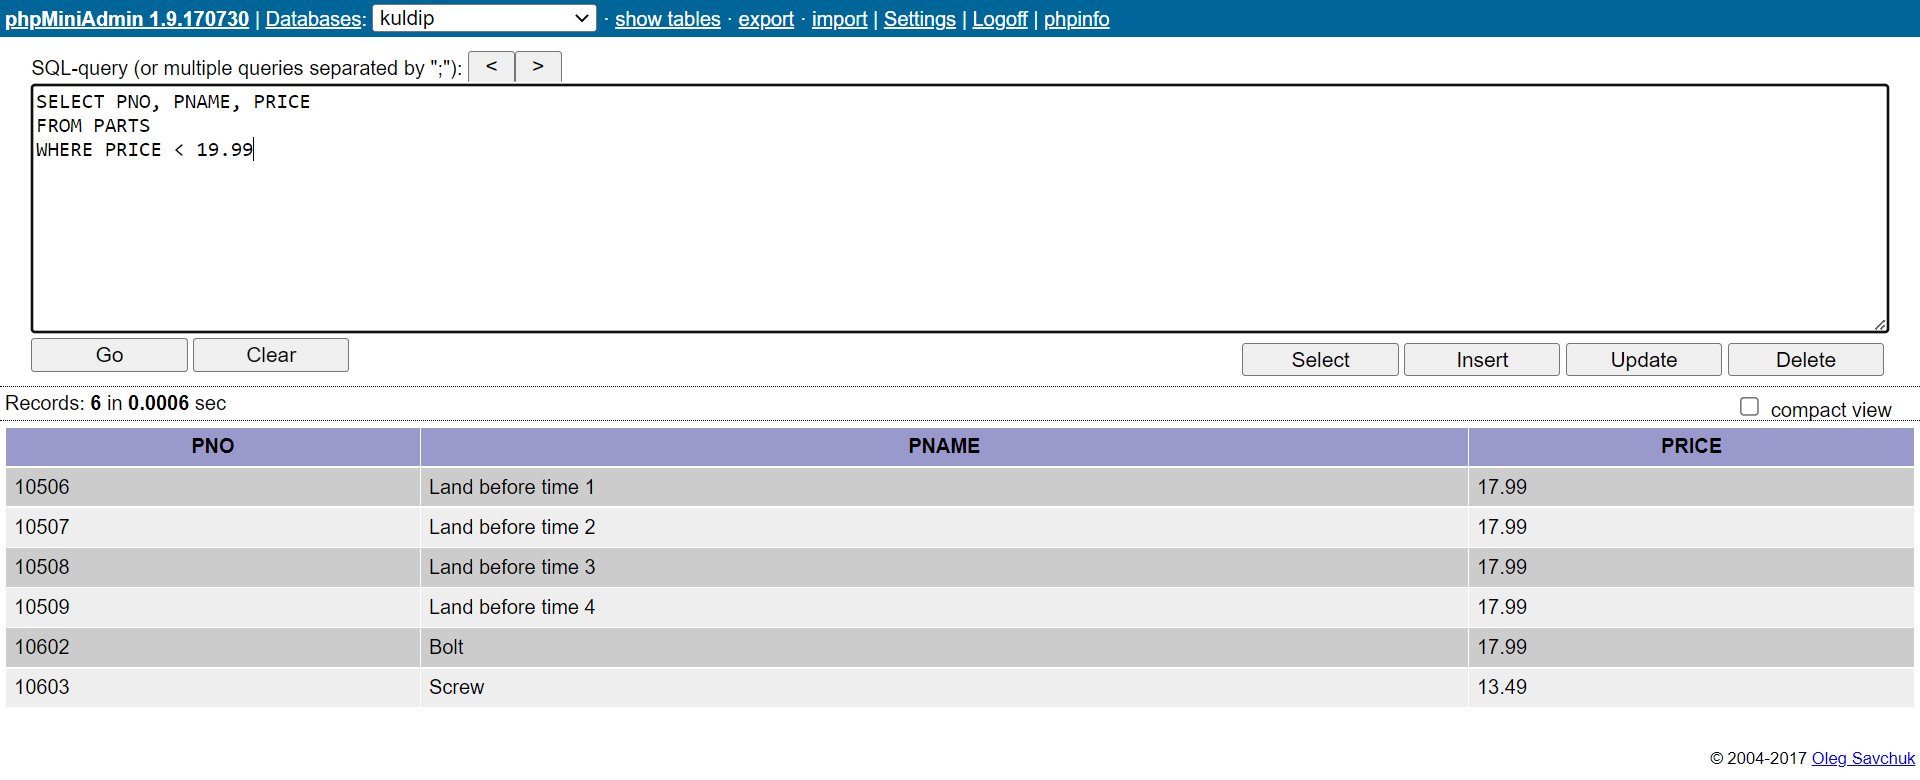 phpMiniAdmin 1.9.170730 | Databases: kuldip · show tables · export · import | Settings | Logoff | phpinfo
SQL-query (or multiple queries separated by ";"): < >
SELECT PNO, PNAME, PRICE
FROM PARTS
WHERE PRICE < 19.99
Go Clear Select Insert Update Delete
Records: 6 in 0.0006 sec compact view
PNO PNAME PRICE
10506 Land before time 1 17.99
10507 Land before time 2 17.99
10508 Land before time 3 17.99
10509 Land before time 4 17.99
10602 Bolt 17.99
10603 Screw 13.49
© 2004-2017 Oleg Savchuk